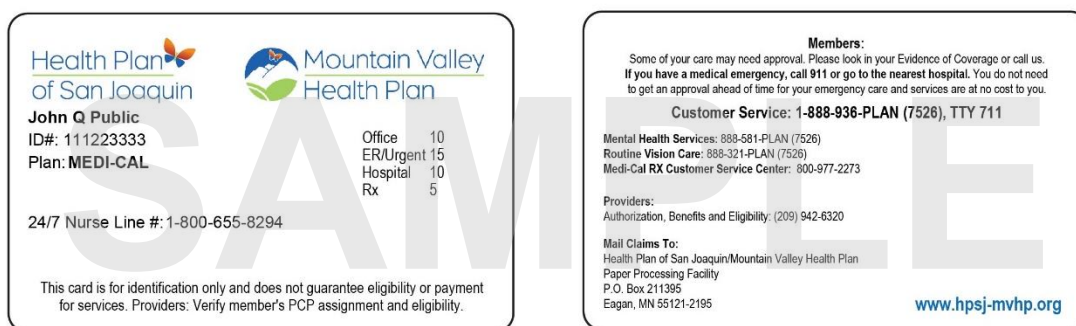 Health Plan
of San Joaquin
Mountain Valley
Health Plan
John Q Public
ID#: 111223333
Plan: MEDI-CAL
Office 10
ER/Urgent 15
Hospital 10
Rx 5
24/7 Nurse Line #: 1-800-655-8294
This card is for identification only and does not guarantee eligibility or payment
for services. Providers: Verify member's PCP assignment and eligibility.
Members:
Some of your care may need approval. Please look in your Evidence of Coverage or call us.
If you have a medical emergency, call 911 or go to the nearest hospital. You do not need
to get an approval ahead of time for your emergency care and services are at no cost to you.
Customer Service: 1-888-936-PLAN (7526), TTY 711
Mental Health Services: 888-581-PLAN (7526)
Routine Vision Care: 888-321-PLAN (7526)
Medi-Cal RX Customer Service Center: 800-977-2273
Providers:
Authorization, Benefits and Eligibility: (209) 942-6320
Mail Claims To:
Health Plan of San Joaquin/Mountain Valley Health Plan
Paper Processing Facility
P.O. Box 211395
Eagan, MN 55121-2195
www.hpsj-mvhp.org
SAMPLE